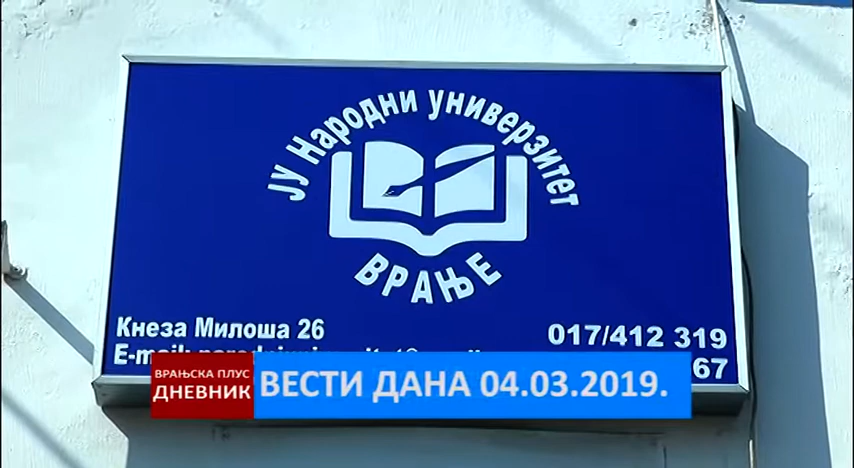 ЈУ Народни универзитет
ВРАЊЕ
Кнеза Милоша 26
017/412 319
E-mail:
67
ВРАЊСКА ПЛУС
ДНЕВНИК
ВЕСТИ ДАНА 04.03.2019.